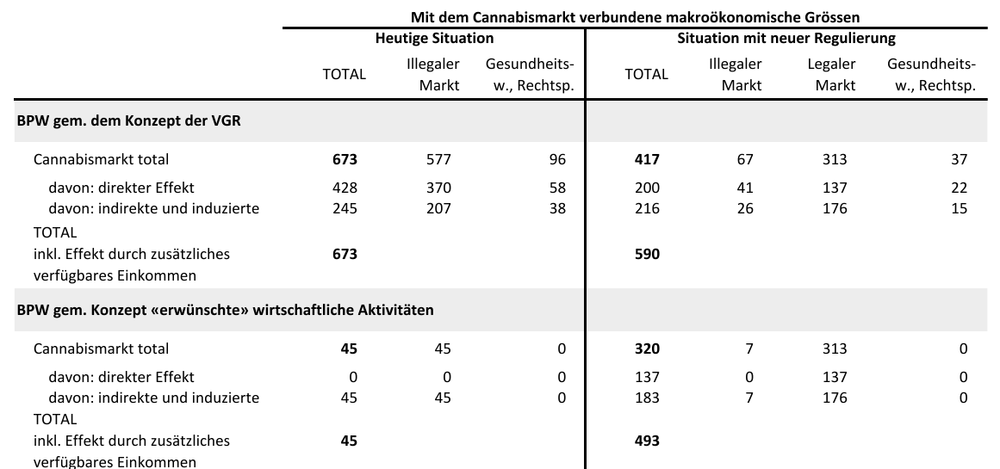 Mit dem Cannabismarkt verbundene makroökonomische Grössen
Heutige Situation Situation mit neuer Regulierung
TOTAL Illegaler Markt Gesundheits-w., Rechtsp. TOTAL Illegaler Markt Legaler Markt Gesundheits-w., Rechtsp.
BPW gem. dem Konzept der VGR
Cannabismarkt total 673 577 96 417 67 313 37
davon: direkter Effekt 428 370 58 200 41 137 22
davon: indirekte und induzierte 245 207 38 216 26 176 15
TOTAL
inkl. Effekt durch zusätzliches 673 590
verfügbares Einkommen
BPW gem. Konzept «erwünschte» wirtschaftliche Aktivitäten
Cannabismarkt total 45 45 0 320 7 313 0
davon: direkter Effekt 0 0 0 137 0 137 0
davon: indirekte und induzierte 45 45 0 183 7 176 0
TOTAL
inkl. Effekt durch zusätzliches 45 493
verfügbares Einkommen